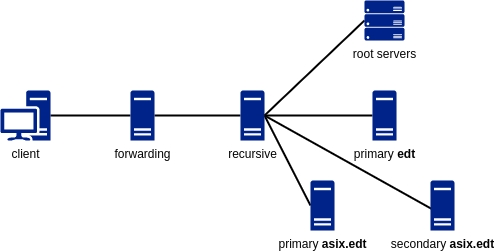 root servers
client
forwarding
recursive
primary edt
primary asix.edt
secondary asix.edt